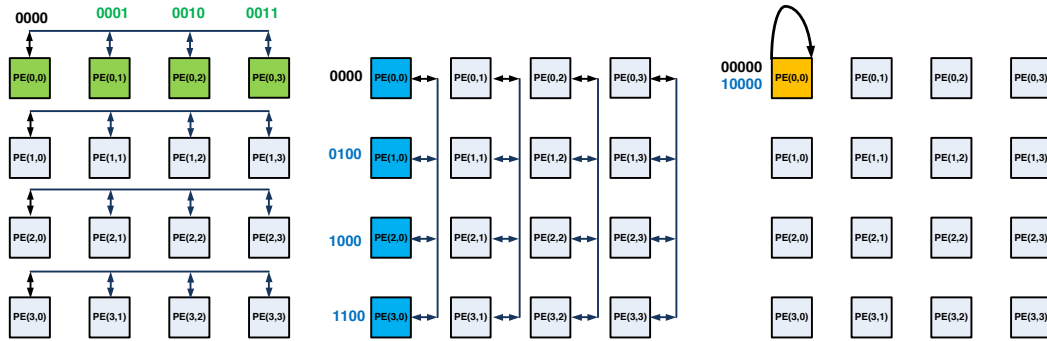 0000 0001 0010 0011
PE(0,0) PE(0,1) PE(0,2) PE(0,3)
PE(1,0) PE(1,1) PE(1,2) PE(1,3)
PE(2,0) PE(2,1) PE(2,2) PE(2,3)
PE(3,0) PE(3,1) PE(3,2) PE(3,3)
0000 PE(0,0) PE(0,1) PE(0,2) PE(0,3)
0100 PE(1,0) PE(1,1) PE(1,2) PE(1,3)
1000 PE(2,0) PE(2,1) PE(2,2) PE(2,3)
1100 PE(3,0) PE(3,1) PE(3,2) PE(3,3)
00000
10000
PE(0,0) PE(0,1) PE(0,2) PE(0,3)
PE(1,0) PE(1,1) PE(1,2) PE(1,3)
PE(2,0) PE(2,1) PE(2,2) PE(2,3)
PE(3,0) PE(3,1) PE(3,2) PE(3,3)